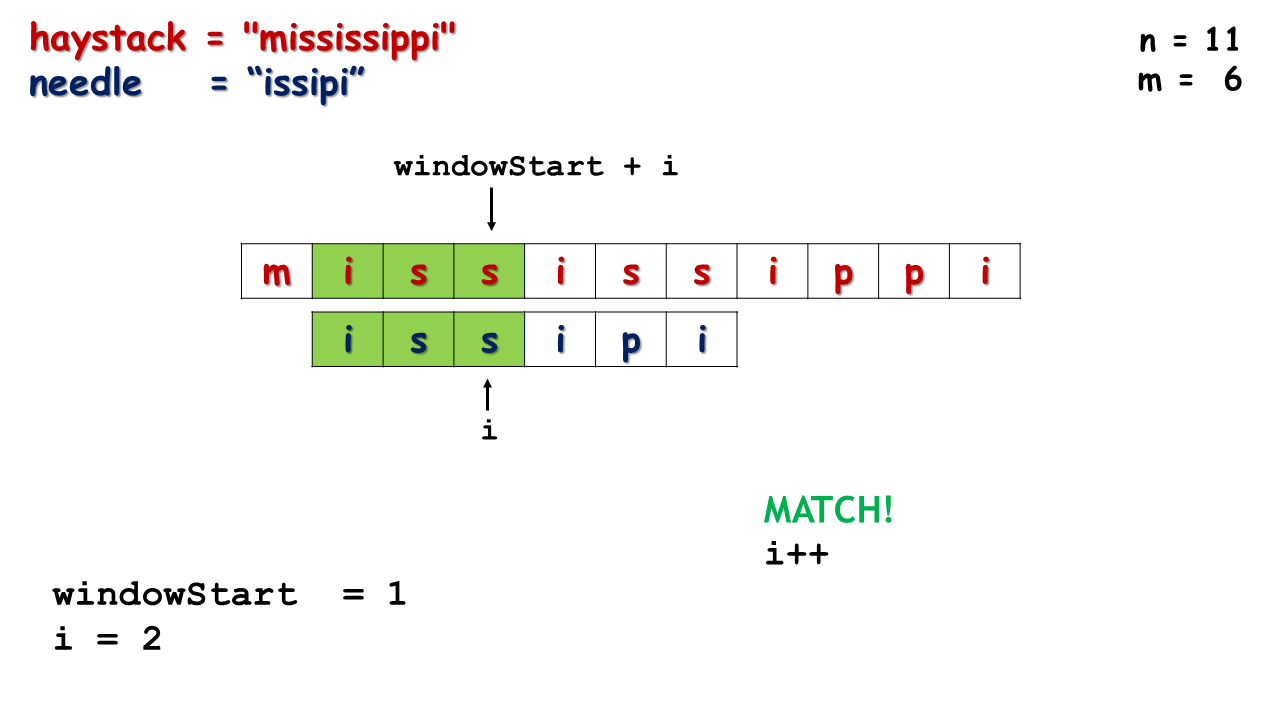 haystack = "mississippi"
needle = “issipi”
n = 11
m = 6
windowStart + i
m i s s i s s i p p i
i s s i p i
i
MATCH!
i++
windowStart = 1
i = 2